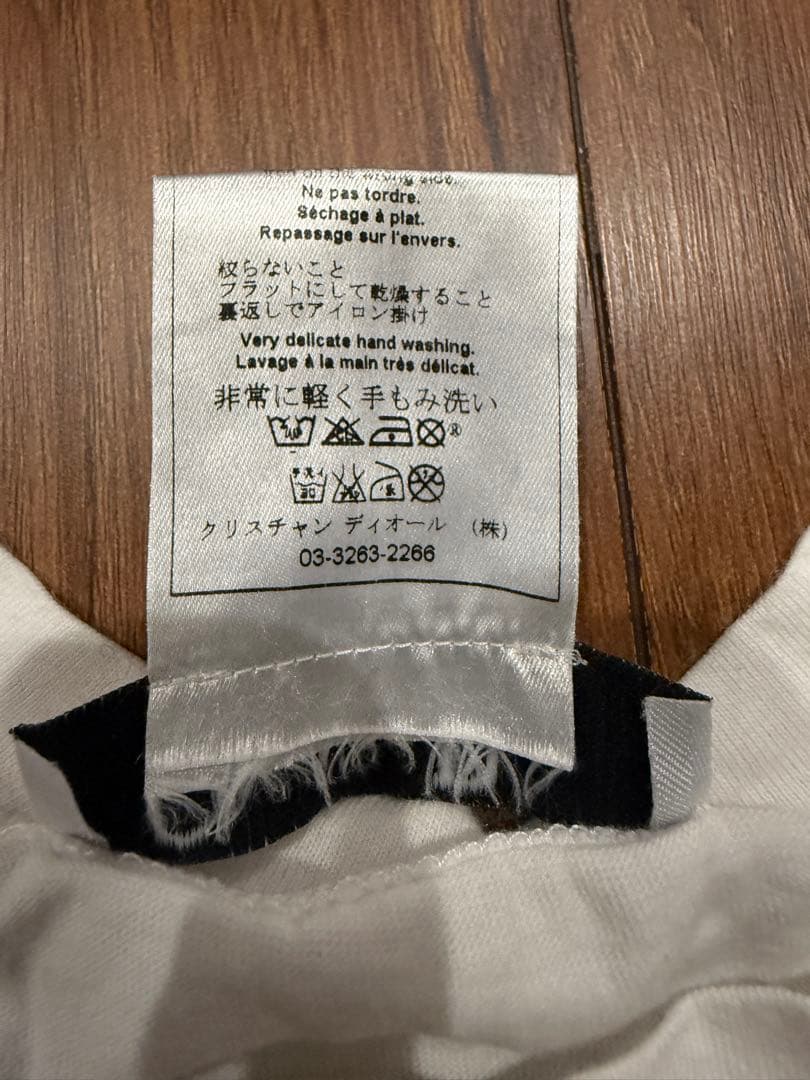 Ne pas tordre.
Séchage à plat.
Repassage sur l'envers.
絞らないこと
フラットにして乾燥すること
裏返しでアイロン掛け
Very delicate hand washing.
Lavage à la main très délicat.
非常に軽く手もみ洗い
クリスチャン ディオール (株)
03-3263-2266